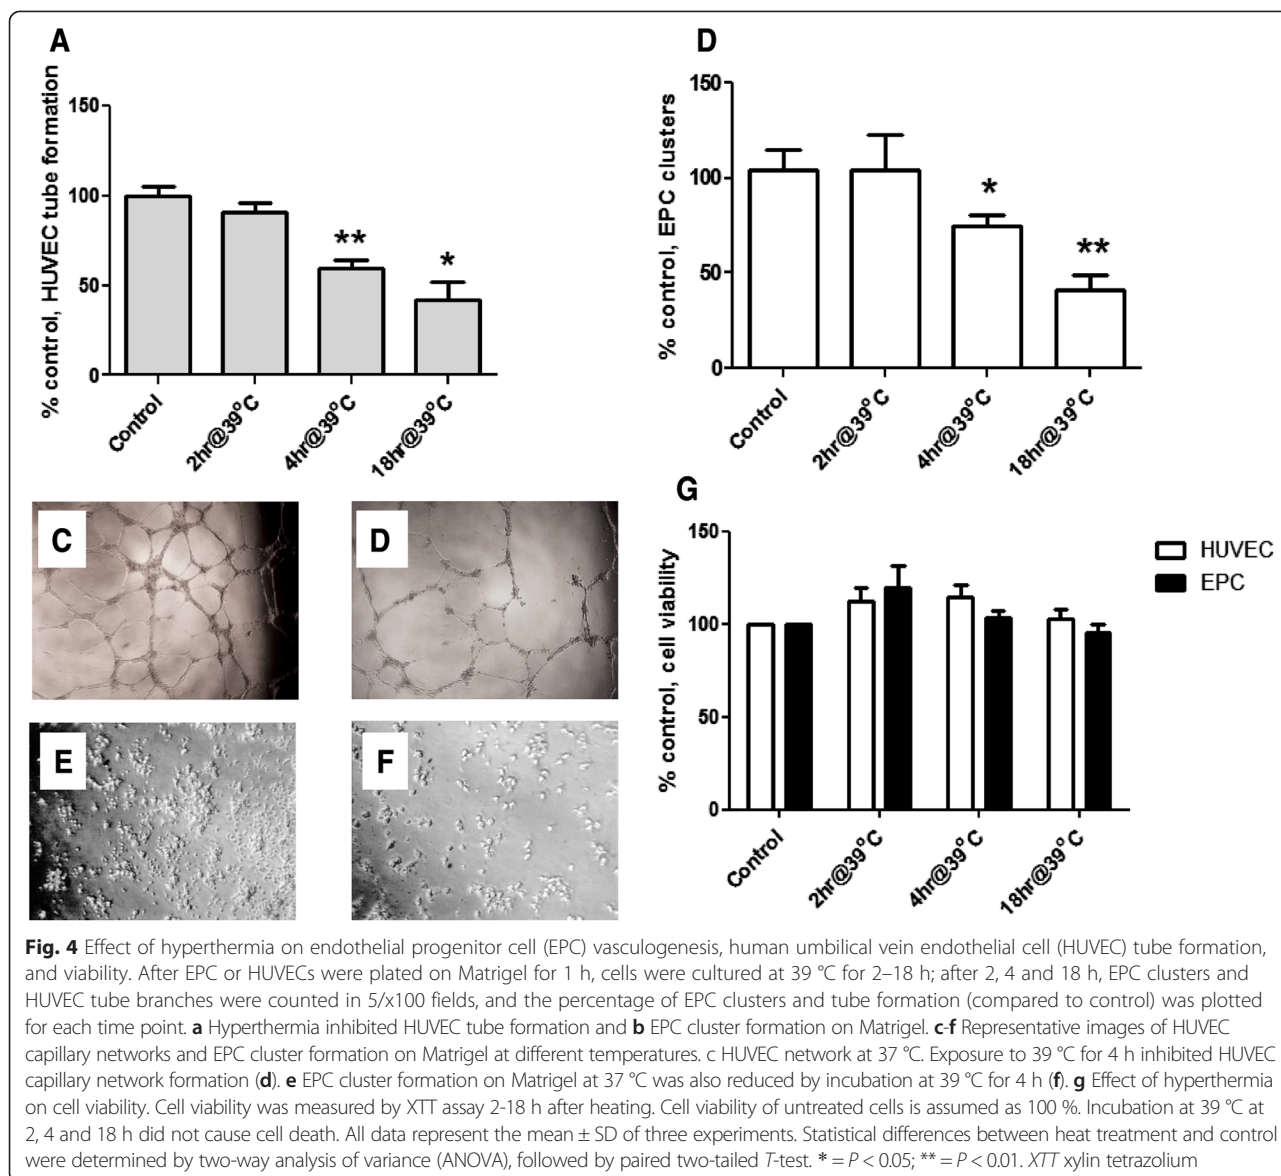 A
% control, HUVEC tube formation
150
100
50
0
**
*
Control
2hr@39°C
4hr@39°C
18hr@39°C
D
% control, EPC clusters
150
100
50
0
*
**
Control
2hr@39°C
4hr@39°C
18hr@39°C
C
D
E
F
G
% control, cell viability
150
100
50
0
Control
2hr@39°C
4hr@39°C
18hr@39°C
HUVEC
EPC
Fig. 4 Effect of hyperthermia on endothelial progenitor cell (EPC) vasculogenesis, human umbilical vein endothelial cell (HUVEC) tube formation,
and viability. After EPC or HUVECs were plated on Matrigel for 1 h, cells were cultured at 39 °C for 2–18 h; after 2, 4 and 18 h, EPC clusters and
HUVEC tube branches were counted in 5/x100 fields, and the percentage of EPC clusters and tube formation (compared to control) was plotted
for each time point. a Hyperthermia inhibited HUVEC tube formation and b EPC cluster formation on Matrigel. c-f Representative images of HUVEC
capillary networks and EPC cluster formation on Matrigel at different temperatures. c HUVEC network at 37 °C. Exposure to 39 °C for 4 h inhibited HUVEC
capillary network formation (d). e EPC cluster formation on Matrigel at 37 °C was also reduced by incubation at 39 °C for 4 h (f). g Effect of hyperthermia
on cell viability. Cell viability was measured by XTT assay 2-18 h after heating. Cell viability of untreated cells is assumed as 100 %. Incubation at 39 °C at
2, 4 and 18 h did not cause cell death. All data represent the mean ± SD of three experiments. Statistical differences between heat treatment and control
were determined by two-way analysis of variance (ANOVA), followed by paired two-tailed T-test. * = P < 0.05; ** = P < 0.01. XTT xylin tetrazolium